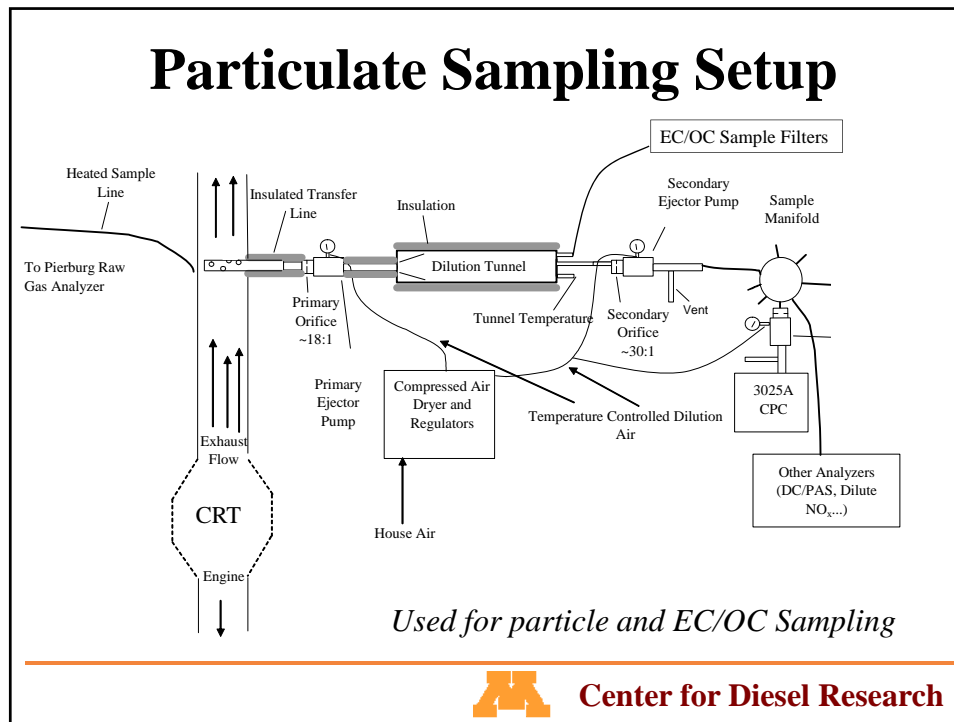 Particulate Sampling Setup
EC/OC Sample Filters
Heated Sample
Line
Insulated Transfer
Line
Insulation
Secondary
Ejector Pump
Sample
Manifold
To Pierburg Raw
Gas Analyzer
Dilution Tunnel
Primary
Orifice
~18:1
Tunnel Temperature
Secondary
Orifice
~30:1
Vent
Primary
Ejector
Pump
Compressed Air
Dryer and
Regulators
Temperature Controlled Dilution
Air
3025A
CPC
Exhaust
Flow
Other Analyzers
(DC/PAS, Dilute
NOx...)
CRT
House Air
Engine
Used for particle and EC/OC Sampling
M
Center for Diesel Research